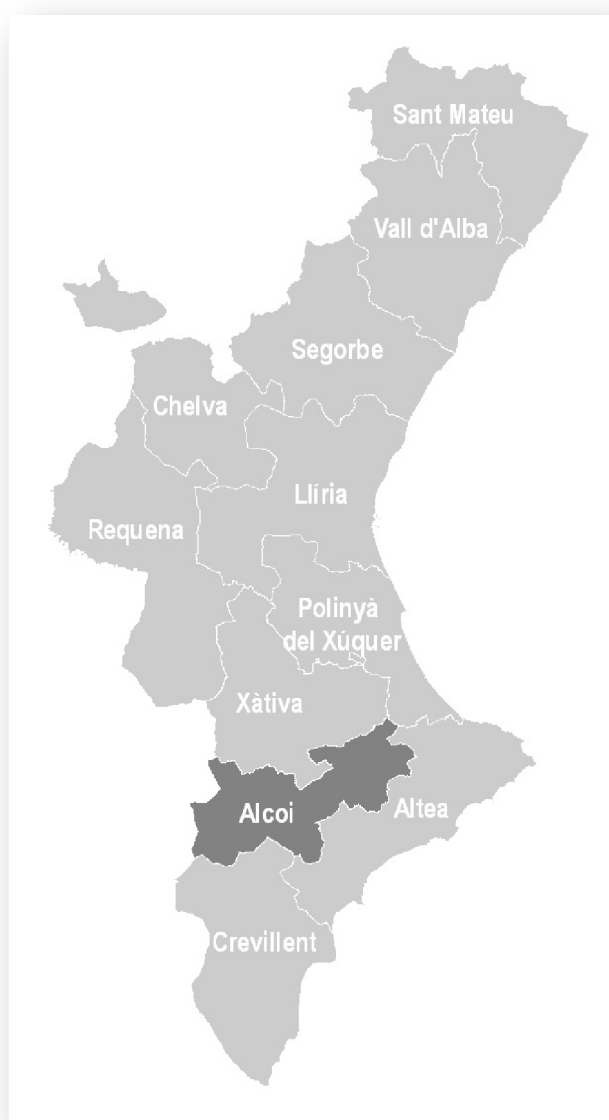 Sant Mateu
Vall d'Alba
Segorbe
Chelva
Llíria
Requena
Polinyà
del Xúquer
Xàtiva
Alcoi
Altea
Crevillent